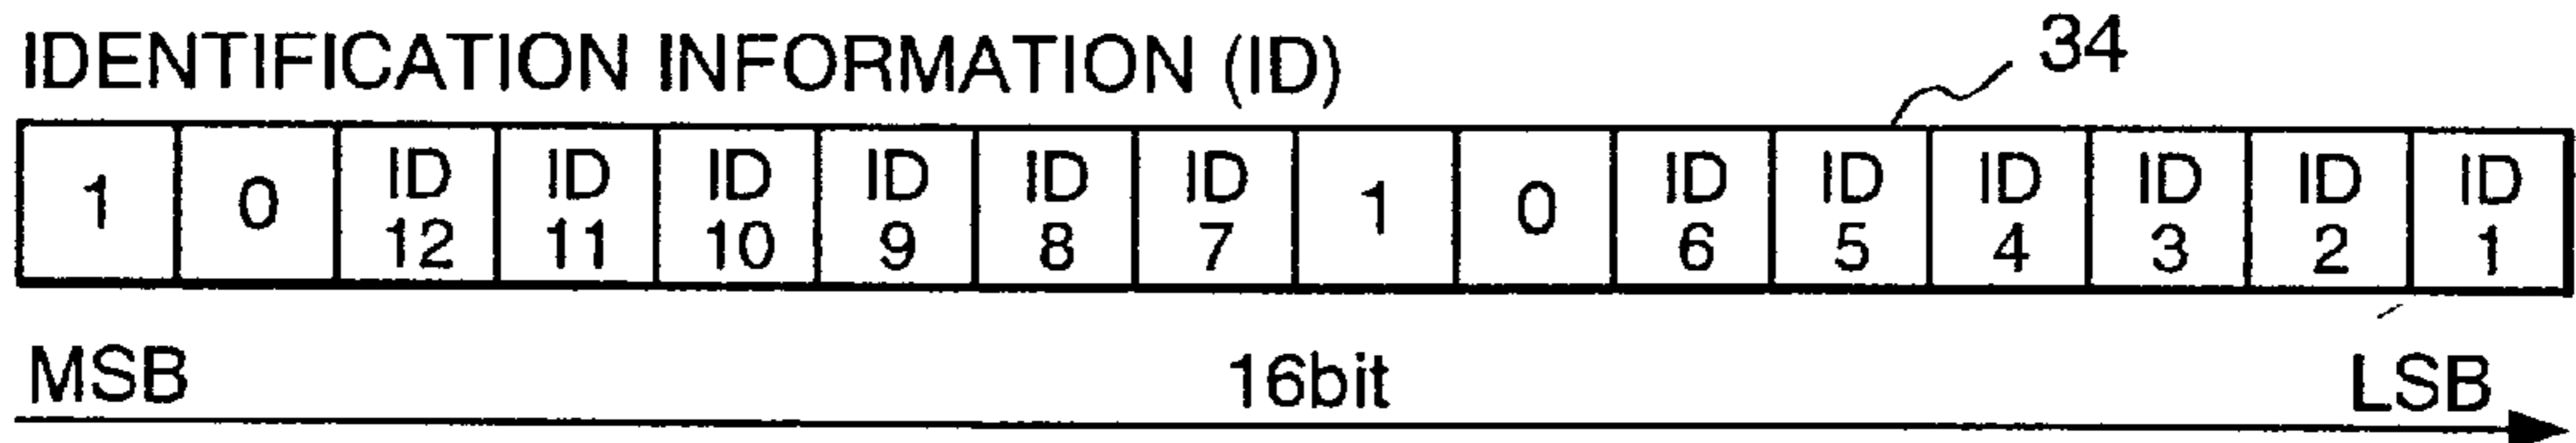 IDENTIFICATION INFORMATION (ID) 34
1 0 ID 12 ID 11 ID 10 ID 9 ID 8 ID 7 1 0 ID 6 ID 5 ID 4 ID 3 ID 2 ID 1
MSB 16bit LSB